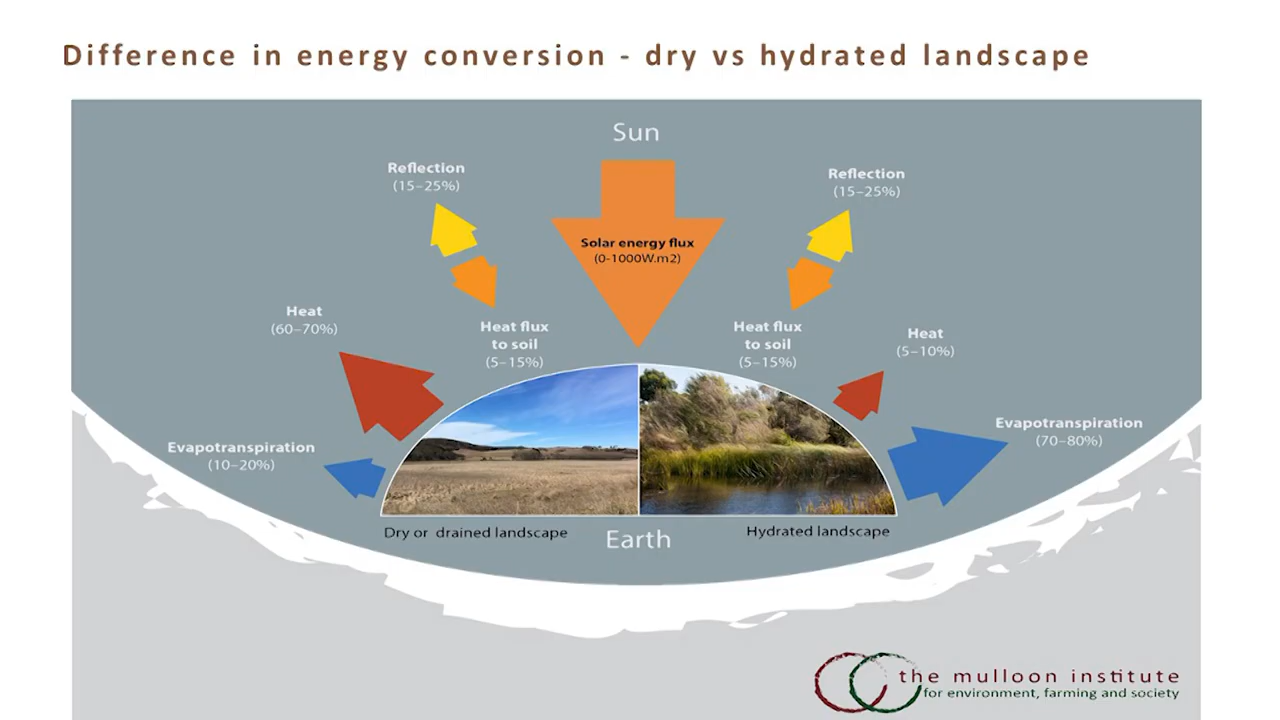 Difference in energy conversion - dry vs hydrated landscape
Sun
Reflection
(15–25%)
Reflection
(15–25%)
Solar energy flux
(0-1000W.m2)
Heat
(60–70%)
Heat flux
to soil
(5–15%)
Heat flux
to soil
(5–15%)
Heat
(5–10%)
Evapotranspiration
(10–20%)
Evapotranspiration
(70–80%)
Dry or drained landscape
Earth
Hydrated landscape
the mulloon institute
for environment, farming and society